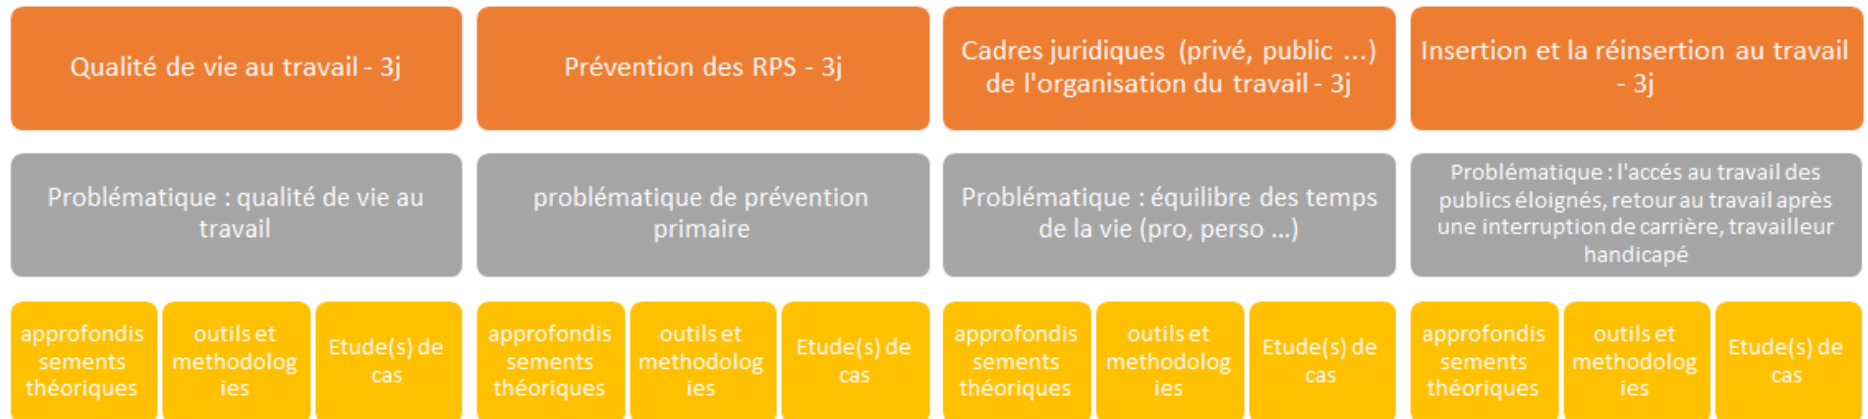 Qualité de vie au travail - 3j
Prévention des RPS - 3j
Cadres juridiques (privé, public ...)
de l'organisation du travail - 3j
Insertion et la réinsertion au travail
- 3j
Problématique : qualité de vie au
travail
problématique de prévention
primaire
Problématique : équilibre des temps
de la vie (pro, perso ...)
Problématique : l'accés au travail des
publics éloignés, retour au travail après
une interruption de carrière, travailleur
handicapé
approfondis
sements
théoriques
outils et
methodolog
ies
Etude(s) de
cas
approfondis
sements
théoriques
outils et
methodolog
ies
Etude(s) de
cas
approfondis
sements
théoriques
outils et
methodolog
ies
Etude(s) de
cas
approfondis
sements
théoriques
outils et
methodolog
ies
Etude(s) de
cas